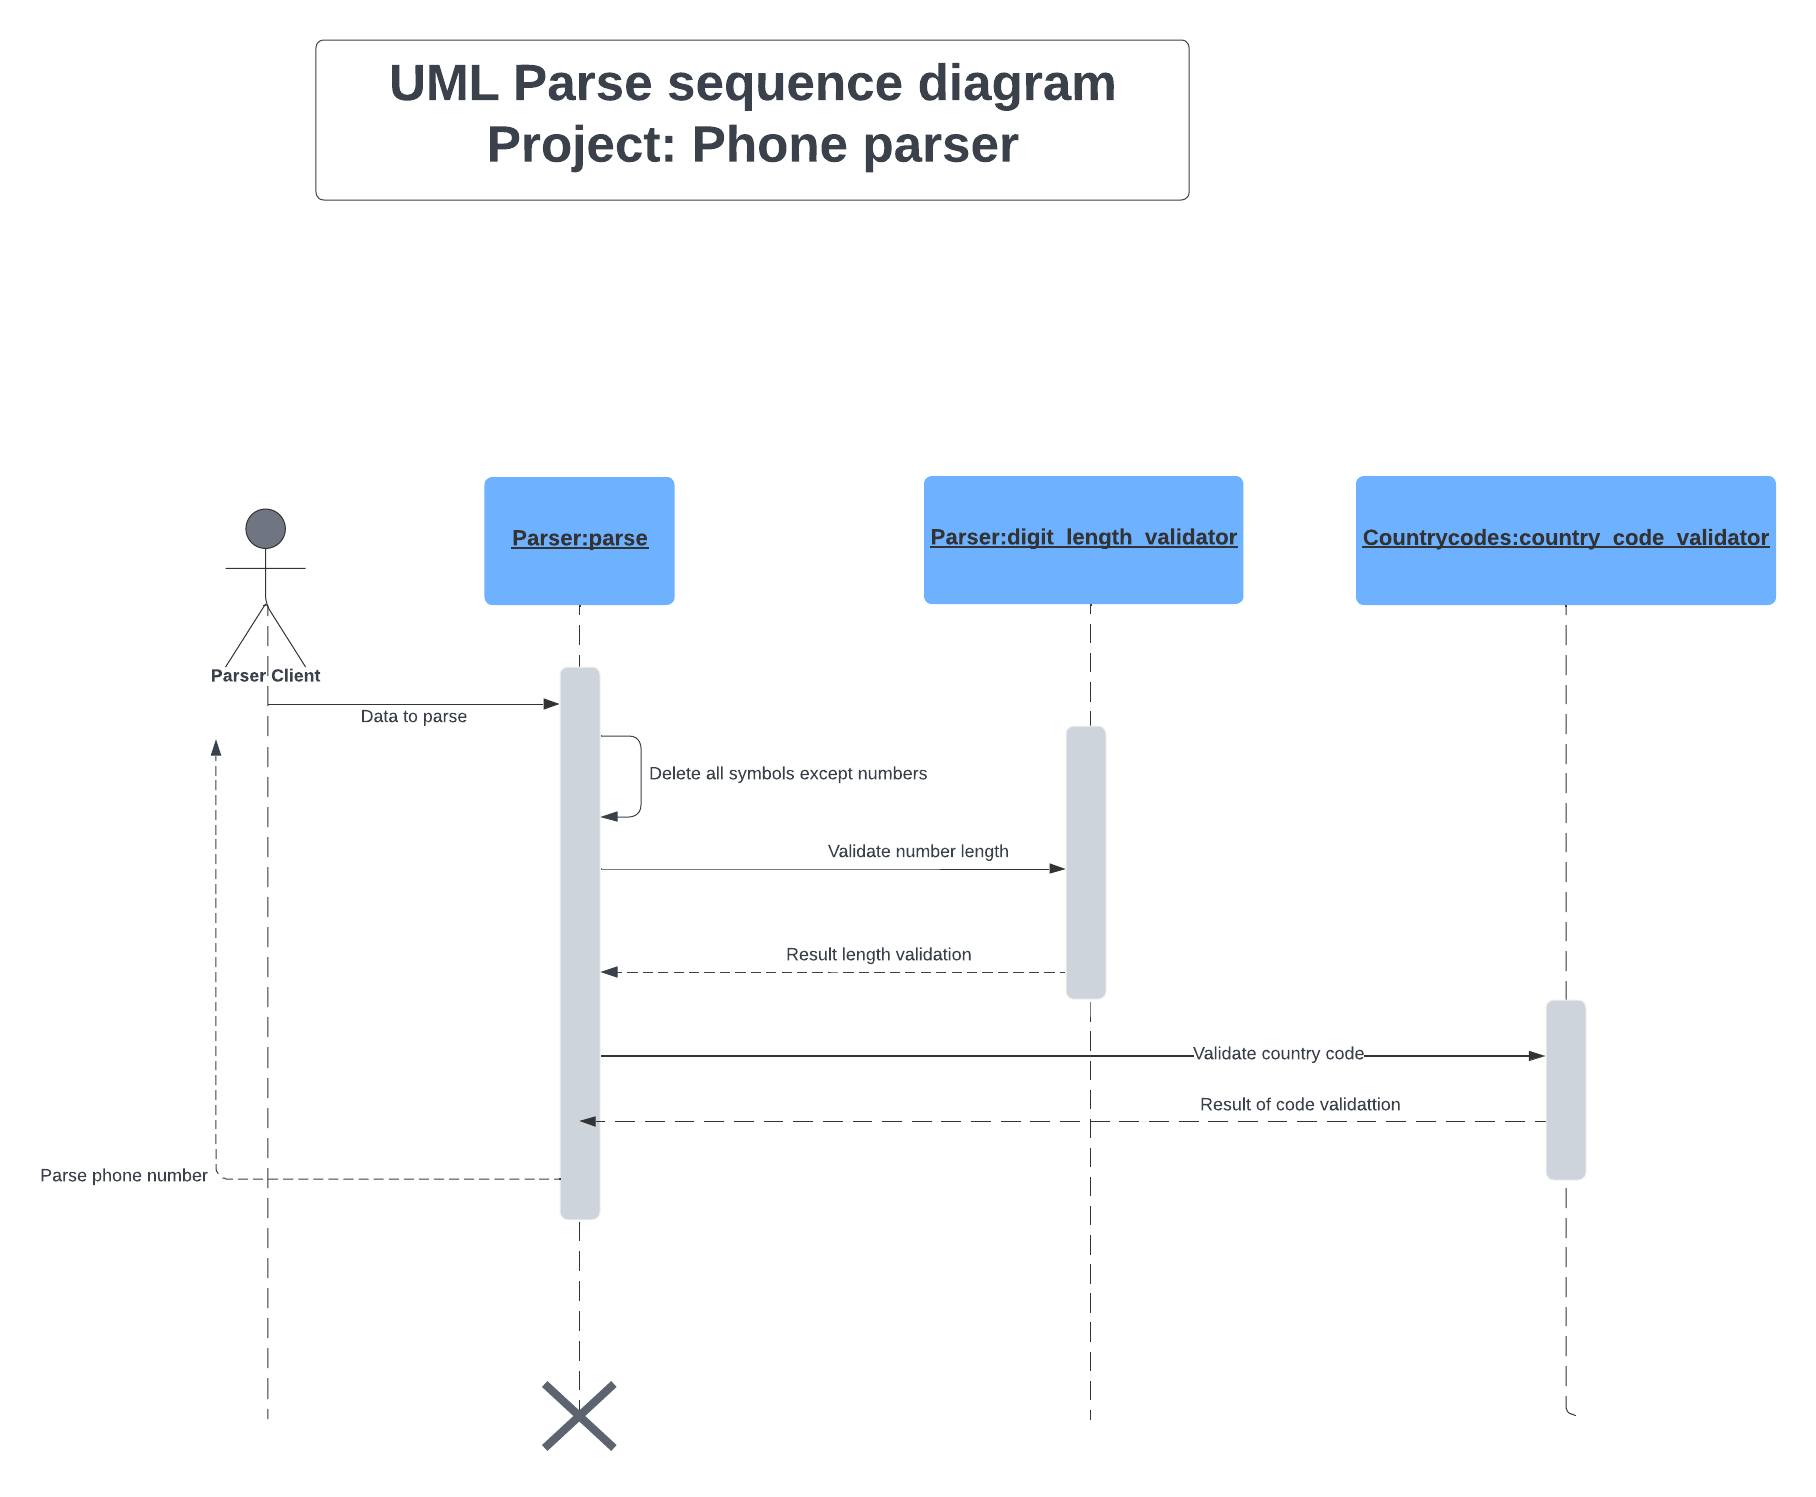 UML Parse sequence diagram
Project: Phone parser
Parser:parse
Parser:digit_length_validator
Countrycodes:country_code_validator
Parser Client
Data to parse
Delete all symbols except numbers
Validate number length
Result length validation
Validate country code
Result of code validattion
Parse phone number